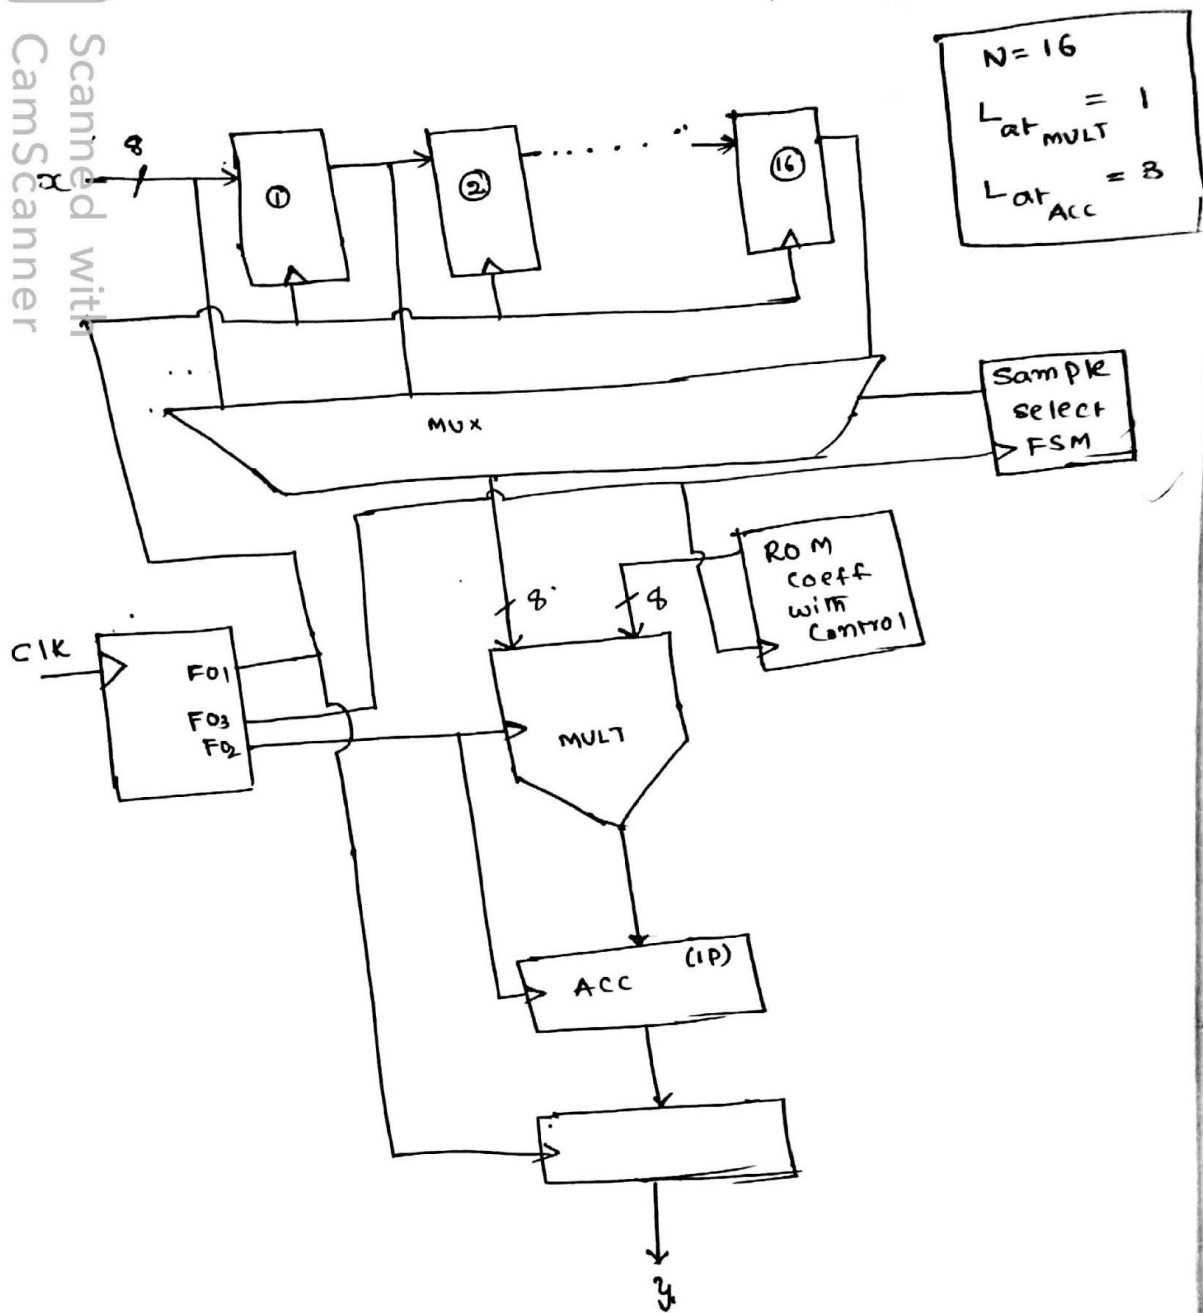 Scanned with
CamScanner
N = 16
Lat MULT = 1
Lat ACC = 3
8
x
①
②
⑯
MUX
Sample
select
FSM
8
8
ROM
coeff
with
Control
Clk
FO1
FO3
FO2
MULT
ACC (IP)
y